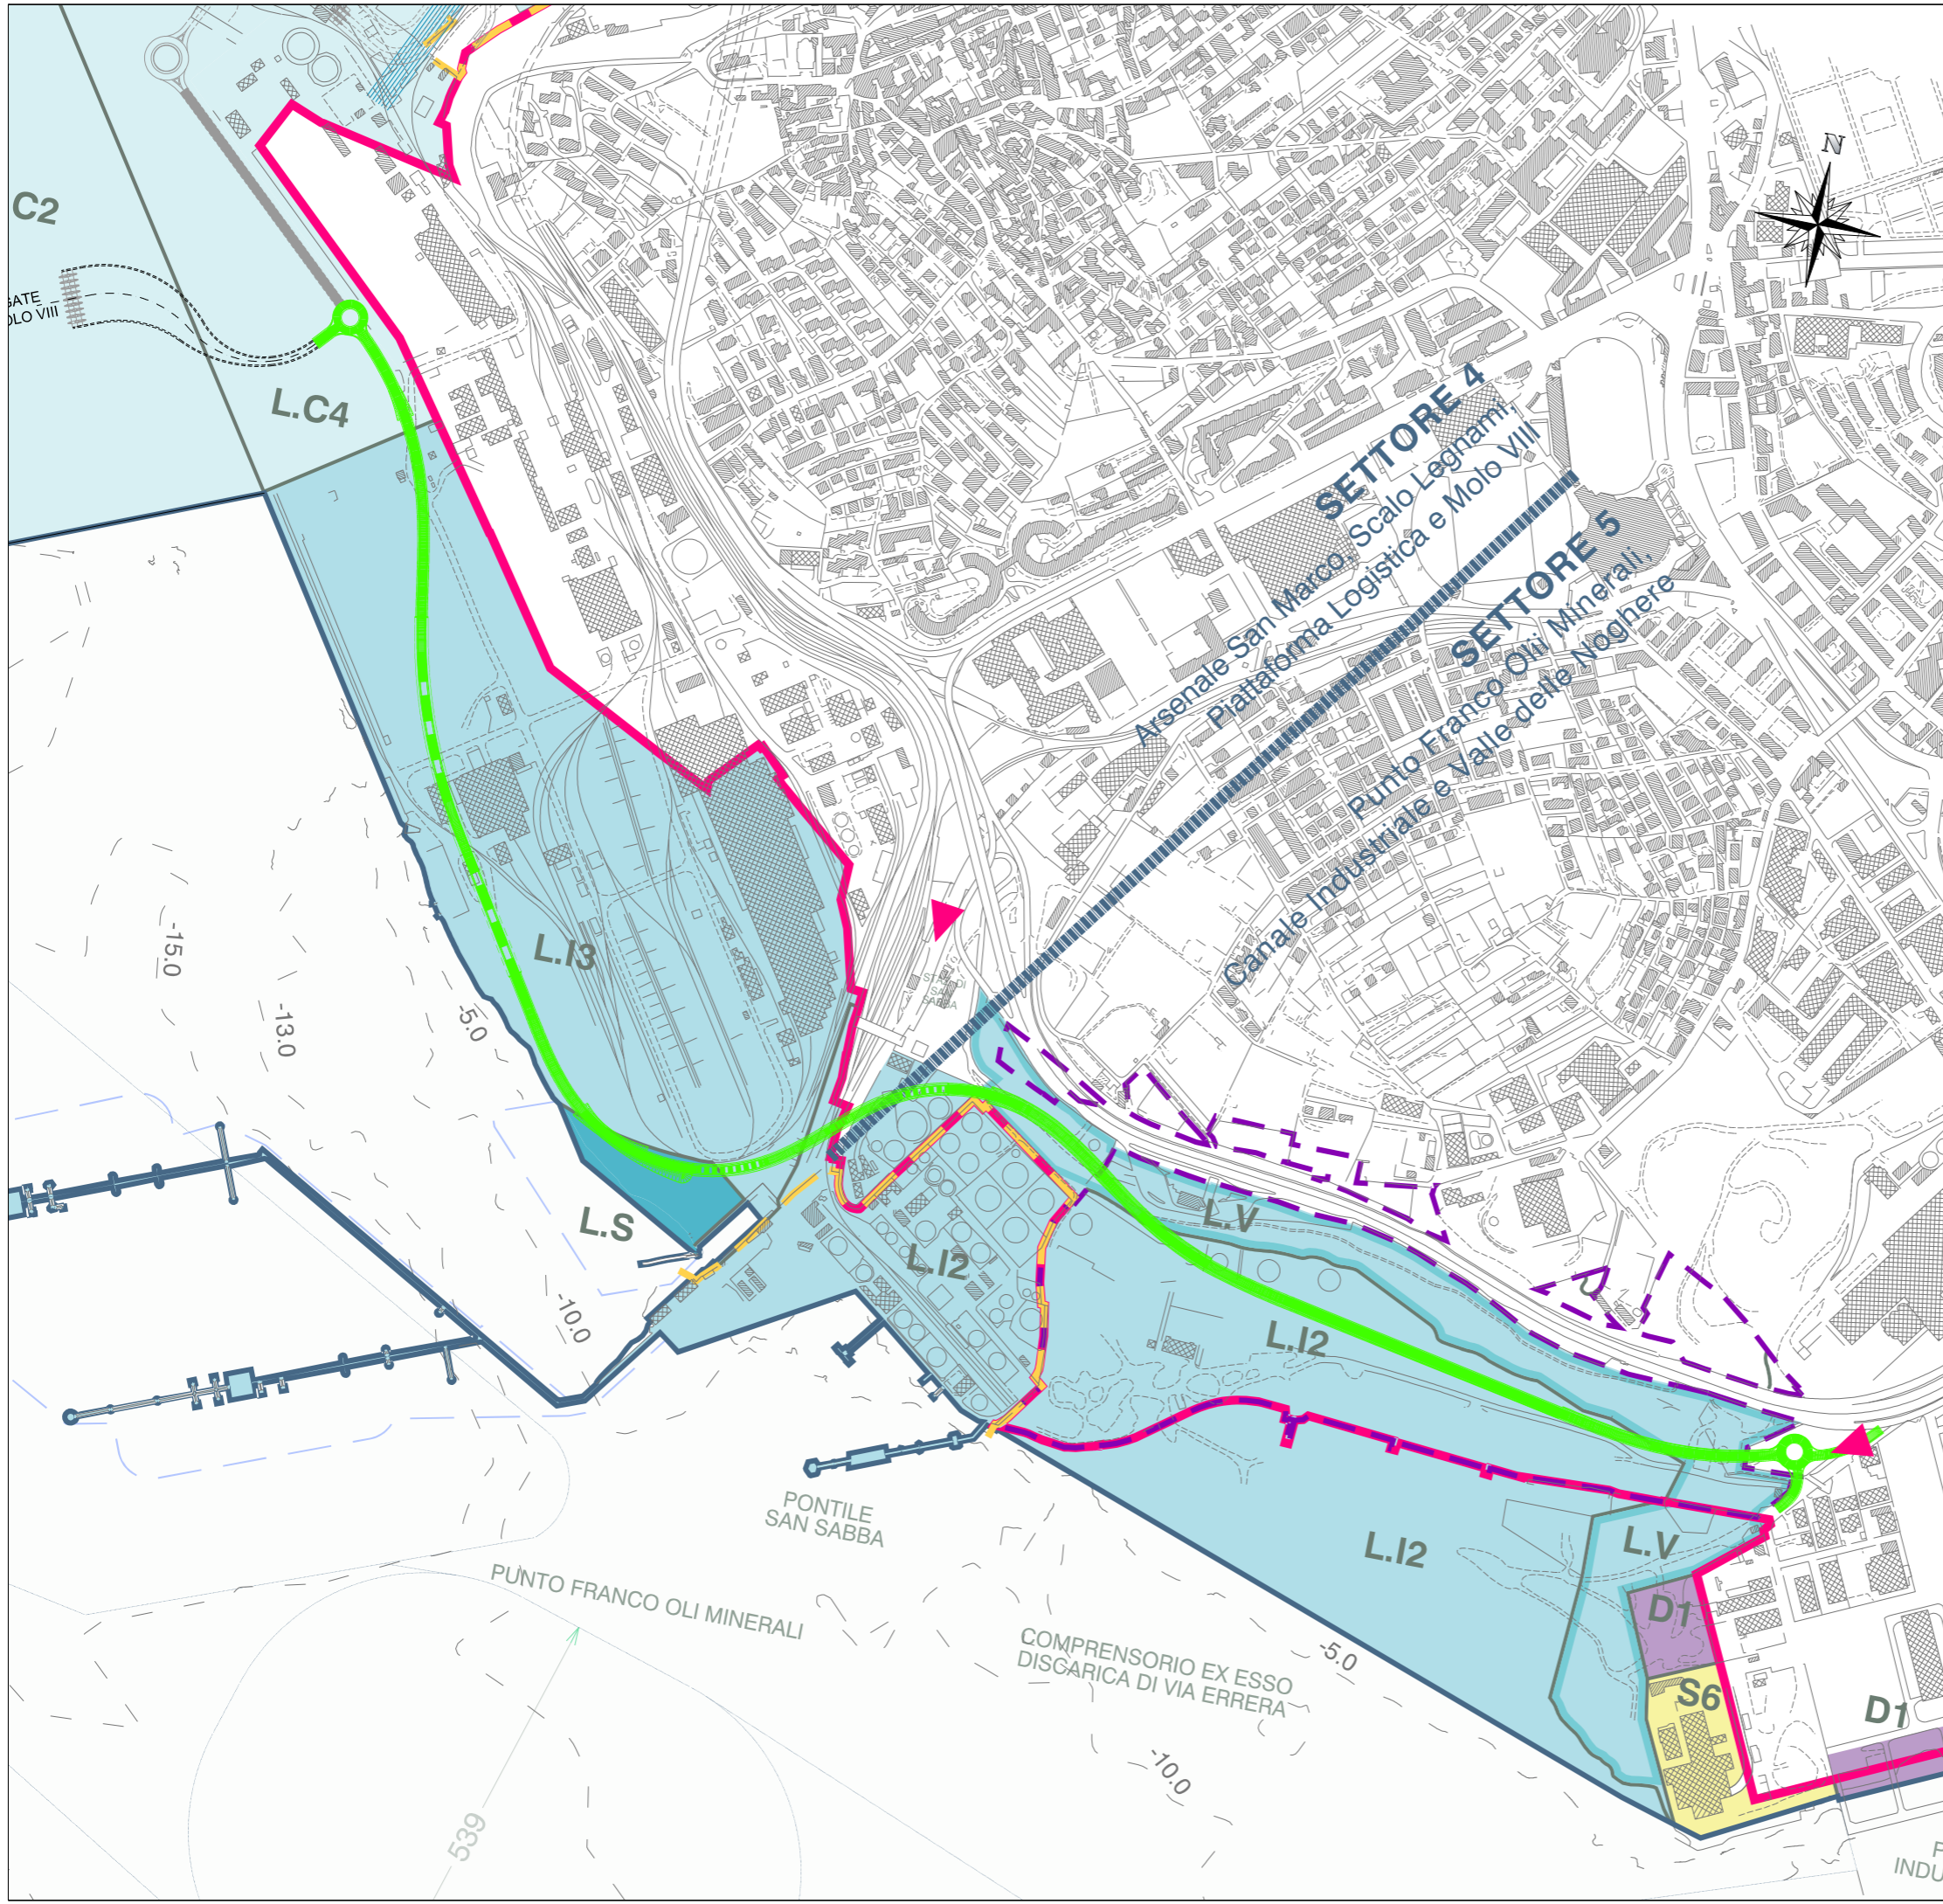 N
C2
GATE
OLO VIII
L.C4
SETTORE 4
Arsenale San Marco, Scalo Legnami,
Piattaforma Logistica e Molo VIII
SETTORE 5
Punto Franco Olii Minerali,
Canale Industriale e Valle delle Noghere
-15.0
-13.0
-5.0
L.I3
SAN
SABBA
L.S
-10.0
L.I2
L.V
L.I2
PONTILE
SAN SABBA
PUNTO FRANCO OLI MINERALI
L.I2
L.V
D1
S6
D1
COMPRENSORIO EX ESSO
DISCARICA DI VIA ERRERA
-5.0
-10.0
539
P
INDU